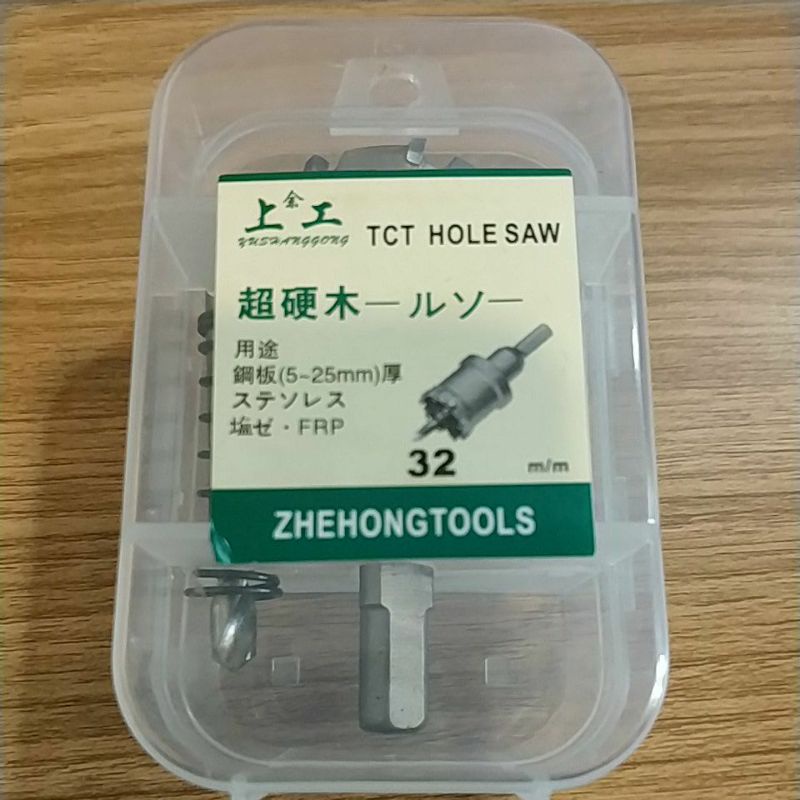 上余工
YUSHANGGONG
TCT HOLE SAW
超硬木ールソー
用途
鋼板(5~25mm)厚
ステソレス
塩ゼ・FRP
32 m/m
ZHEHONGTOOLS